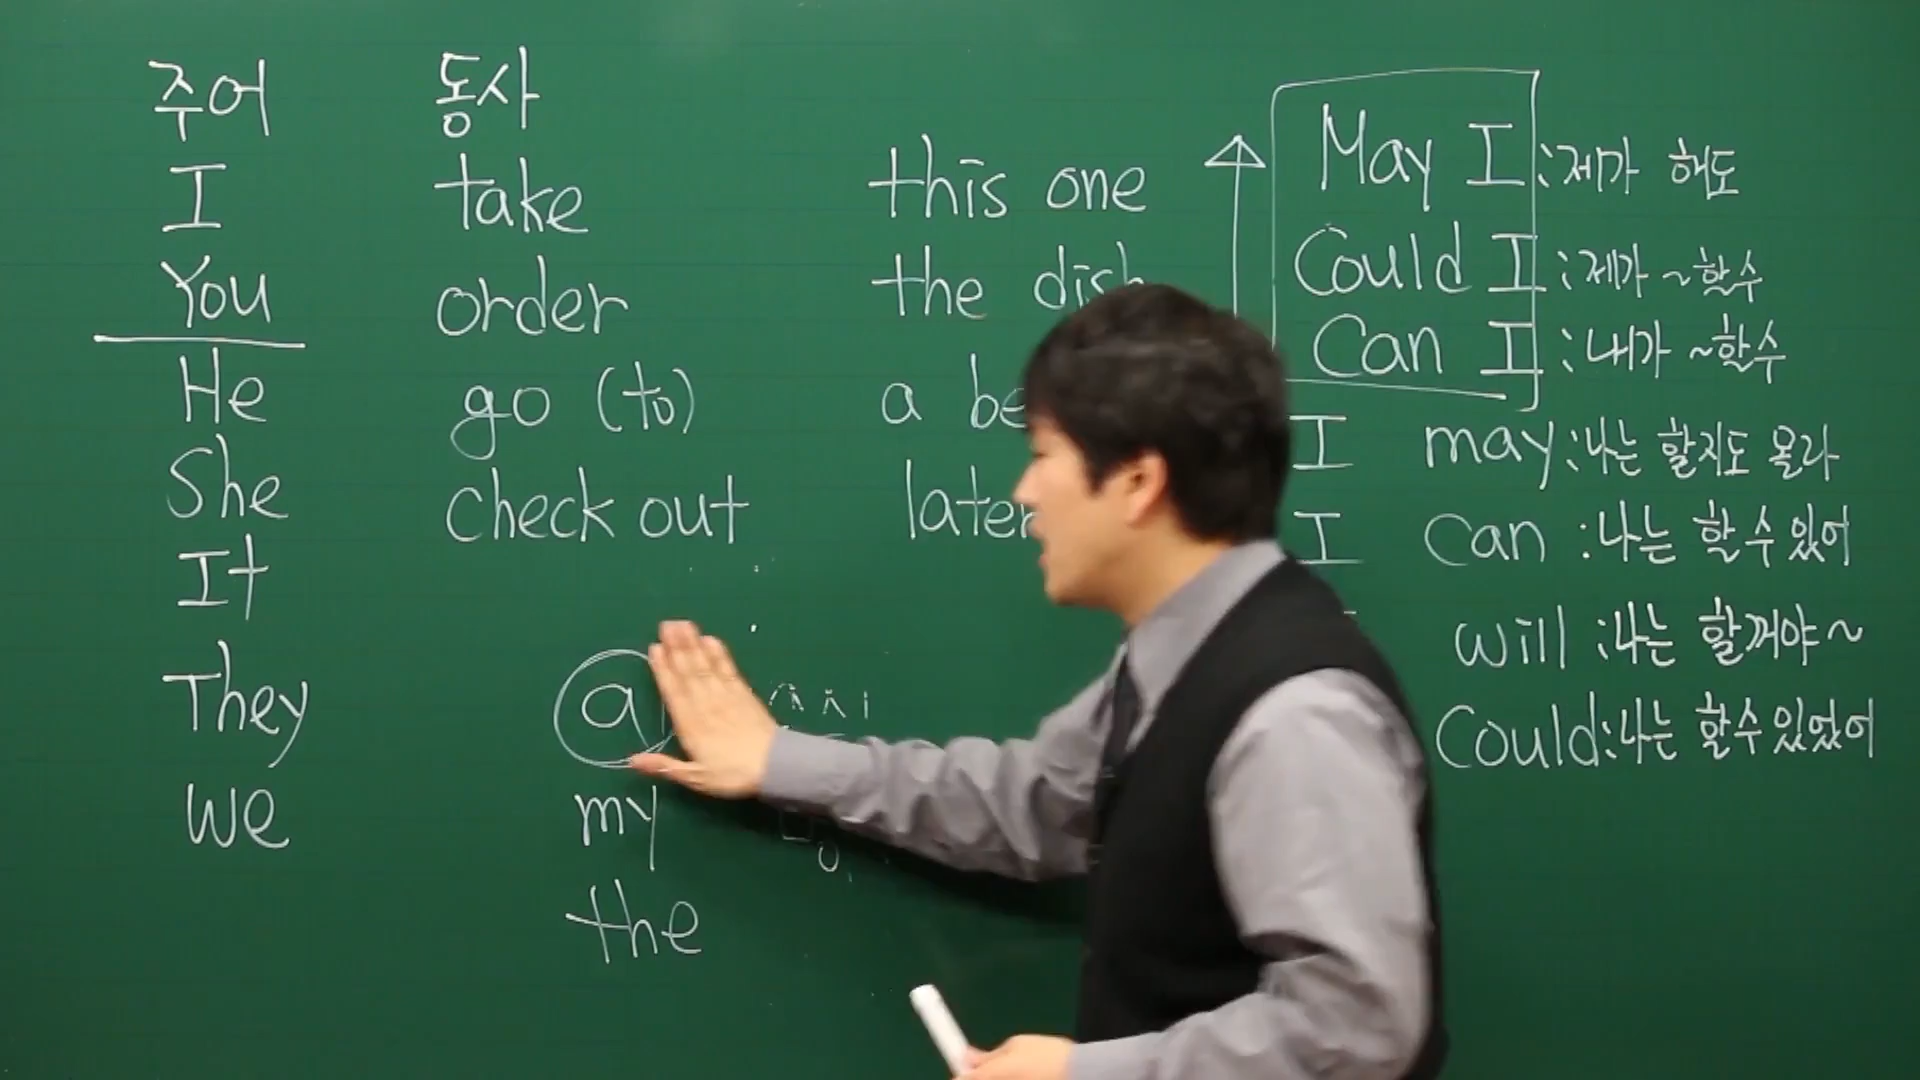 주어 동사
I take this one
You order the dish
He go (to) a
She check out later
It
They
we
a
my
the
May I : 제가 해도
Could I : 제가 ~할수
Can I : 내가 ~할수
I may : 나는 할지도 몰라
I can : 나는 할 수 있어
will : 나는 할꺼야~
Could : 나는 할수 있었어